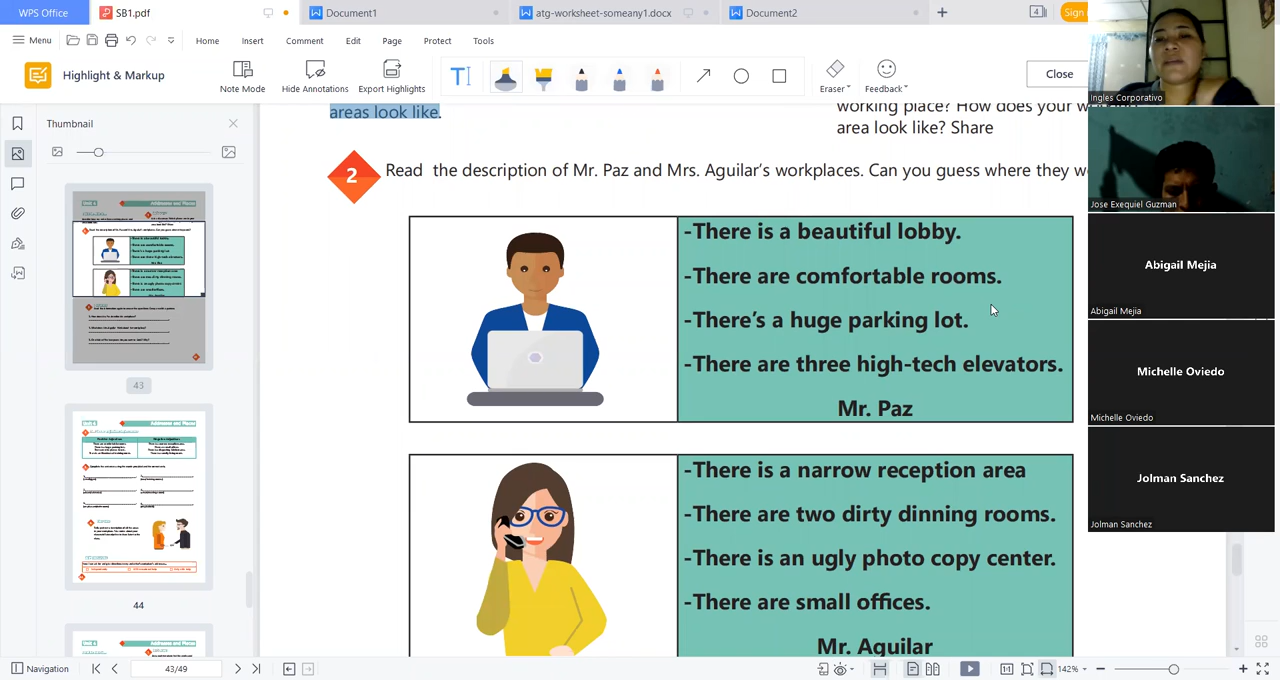 WPS Office
SB1.pdf
Document1
atg-worksheet-someany1.docx
Document2
4
Sign
Menu
Home
Insert
Comment
Edit
Page
Protect
Tools
Highlight & Markup
Note Mode
Hide Annotations
Export Highlights
Eraser
Feedback
Close
Thumbnail
43
44
areas look like.
working place? How does your
area look like? Share
2
Read the description of Mr. Paz and Mrs. Aguilar's workplaces. Can you guess where they
-There is a beautiful lobby.
-There are comfortable rooms.
-There's a huge parking lot.
-There are three high-tech elevators.
Mr. Paz
-There is a narrow reception area
-There are two dirty dinning rooms.
-There is an ugly photo copy center.
-There are small offices.
Mr. Aguilar
Ingles Corporativo
Jose Exequiel Guzman
Abigail Mejia
Abigail Mejia
Michelle Oviedo
Michelle Oviedo
Jolman Sanchez
Jolman Sanchez
Navigation
43/49
142%